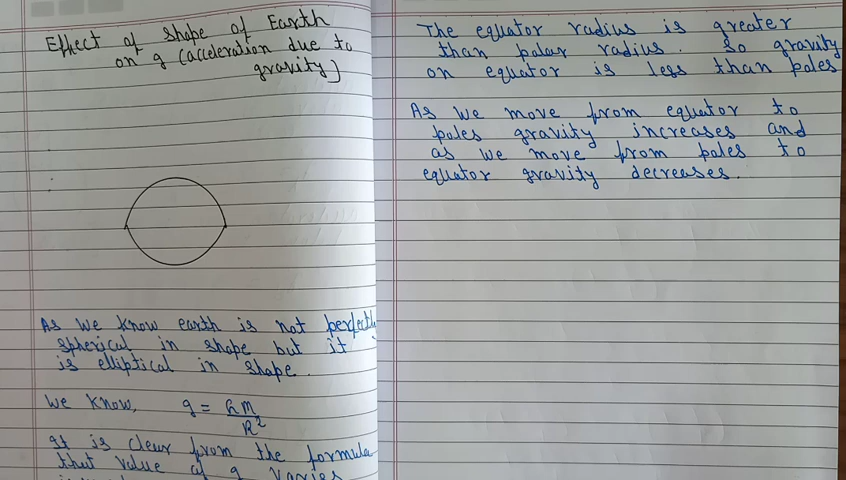 Effect of shape of Earth
on g (acceleration due to
gravity)
As we know earth is not perfectly
spherical in shape but it
is elliptical in shape.
We know, g = GM
R²
It is clear from the formula
that value of g varies
The equator radius is greater
than polar radius. So gravity
on equator is less than poles
As we move from equator to
poles gravity increases and
as we move from poles to
equator gravity decreases.